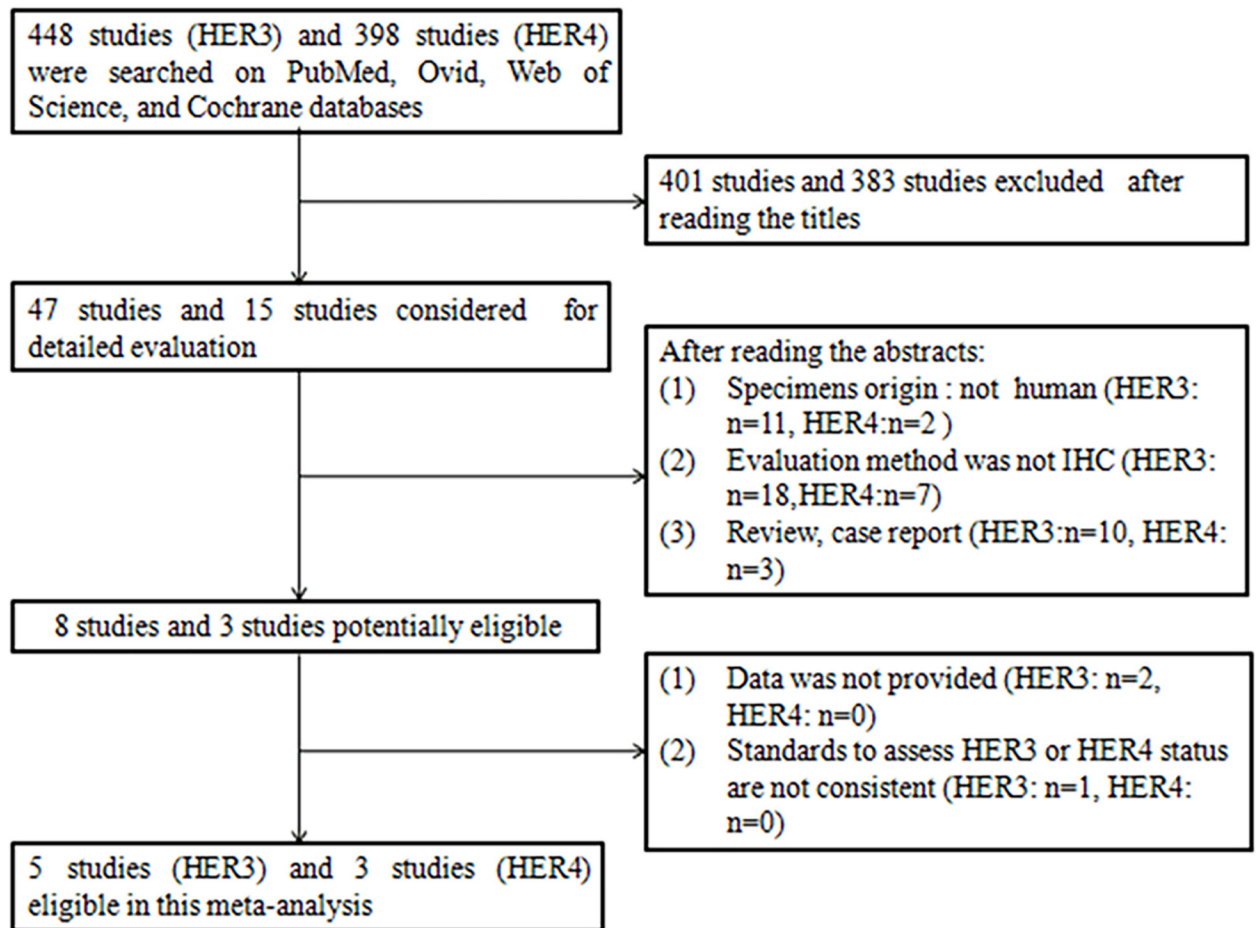 448 studies (HER3) and 398 studies (HER4)
were searched on PubMed, Ovid, Web of
Science, and Cochrane databases
401 studies and 383 studies excluded after
reading the titles
47 studies and 15 studies considered for
detailed evaluation
After reading the abstracts:
(1) Specimens origin : not human (HER3:
n=11, HER4:n=2 )
(2) Evaluation method was not IHC (HER3:
n=18,HER4:n=7)
(3) Review, case report (HER3:n=10, HER4:
n=3)
8 studies and 3 studies potentially eligible
(1) Data was not provided (HER3: n=2,
HER4: n=0)
(2) Standards to assess HER3 or HER4 status
are not consistent (HER3: n=1, HER4:
n=0)
5 studies (HER3) and 3 studies (HER4)
eligible in this meta-analysis